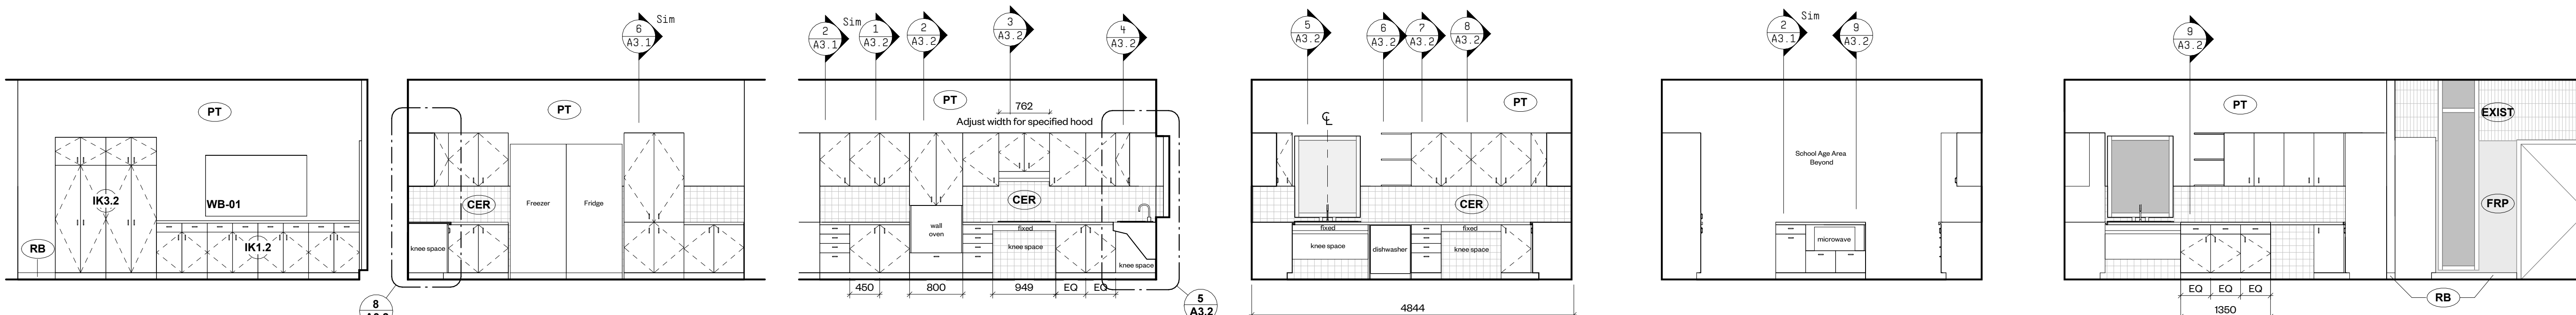 PT
IK3.2
WB-01
IK1.2
RB
8
6
A3.1
Sim
PT
CER
Freezer
Fridge
knee space
2
A3.1
Sim
1
A3.2
2
A3.2
3
A3.2
4
A3.2
PT
762
Adjust width for specified hood
CER
wall
oven
fixed
knee space
knee space
450
800
949
EQ
EQ
5
A3.2
5
A3.2
6
A3.2
7
A3.2
8
A3.2
PT
CL
CER
fixed
knee space
dishwasher
fixed
knee space
4844
2
A3.1
Sim
9
A3.2
School Age Area
Beyond
microwave
9
A3.2
PT
EXIST
FRP
EQ
EQ
EQ
1350
RB